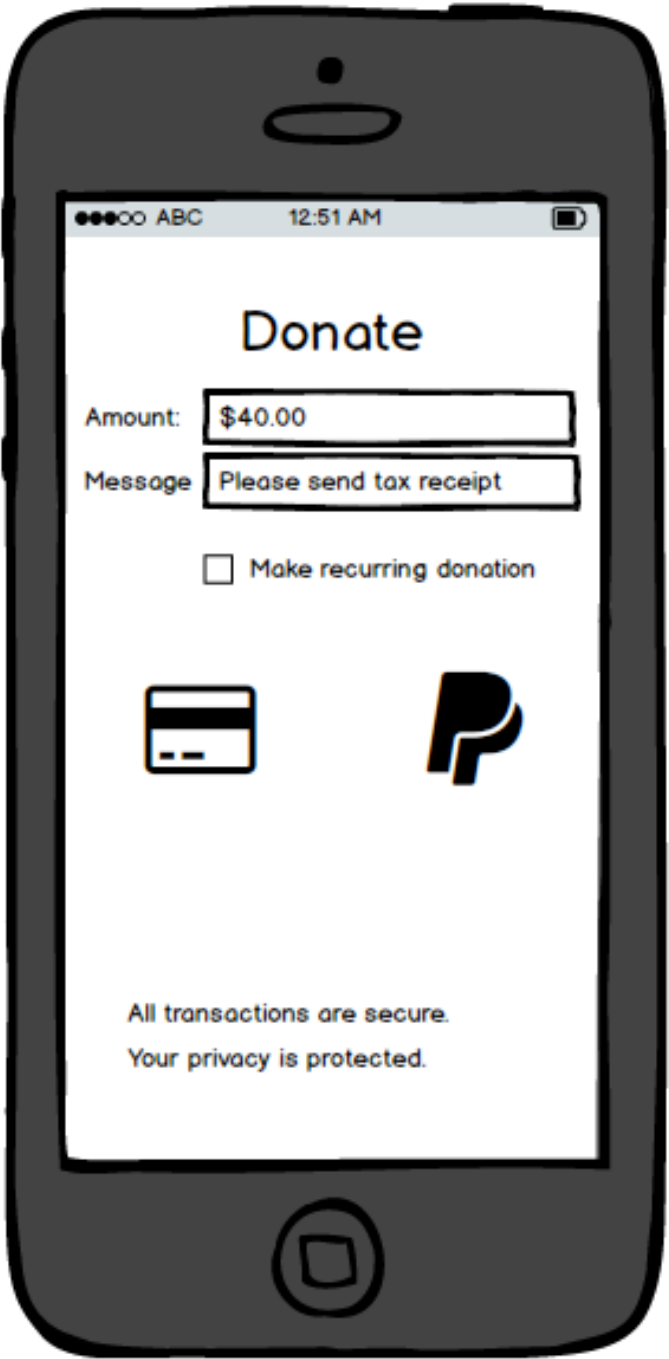 ABC 12:51 AM
Donate
Amount: $40.00
Message Please send tax receipt
Make recurring donation
All transactions are secure.
Your privacy is protected.